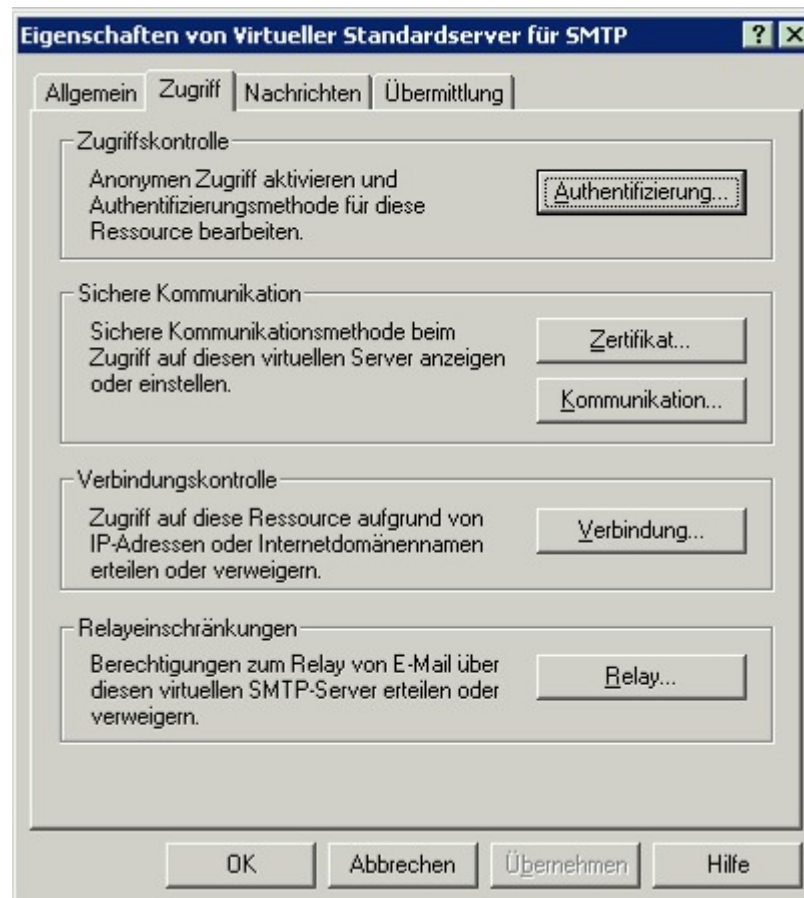 Eigenschaften von Virtueller Standardserver für SMTP
Allgemein Zugriff Nachrichten Übermittlung
Zugriffskontrolle
Anonymen Zugriff aktivieren und
Authentifizierungsmethode für diese
Ressource bearbeiten.
Authentifizierung...
Sichere Kommunikation
Sichere Kommunikationsmethode beim
Zugriff auf diesen virtuellen Server anzeigen
oder einstellen.
Zertifikat...
Kommunikation...
Verbindungskontrolle
Zugriff auf diese Ressource aufgrund von
IP-Adressen oder Internetdomänennamen
erteilen oder verweigern.
Verbindung...
Relayeinschränkungen
Berechtigungen zum Relay von E-Mail über
diesen virtuellen SMTP-Server erteilen oder
verweigern.
Relay...
OK Abbrechen Übernehmen Hilfe